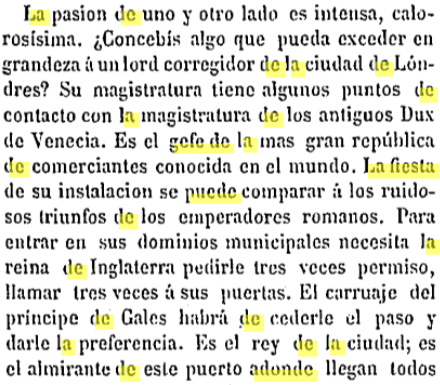 La pasion de uno y otro lado es intensa, calo-
rosísima. ¿Concebís algo que pueda exceder en
grandeza á un lord corregidor de la ciudad de Lón-
dres? Su magistratura tiene algunos puntos de
contacto con la magistratura de los antiguos Dux
de Venecia. Es el gefe de la mas gran república
de comerciantes conocida en el mundo. La fiesta
de su instalacion se puede comparar á los ruido-
sos triunfos de los emperadores romanos. Para
entrar en sus dominios municipales necesita la
reina de Inglaterra pedirle tres veces permiso,
llamar tres veces á sus puertas. El carruaje del
príncipe de Gales habrá de cederle el paso y
darle la preferencia. Es el rey de la ciudad; es
el almirante de este puerto adonde llegan todos